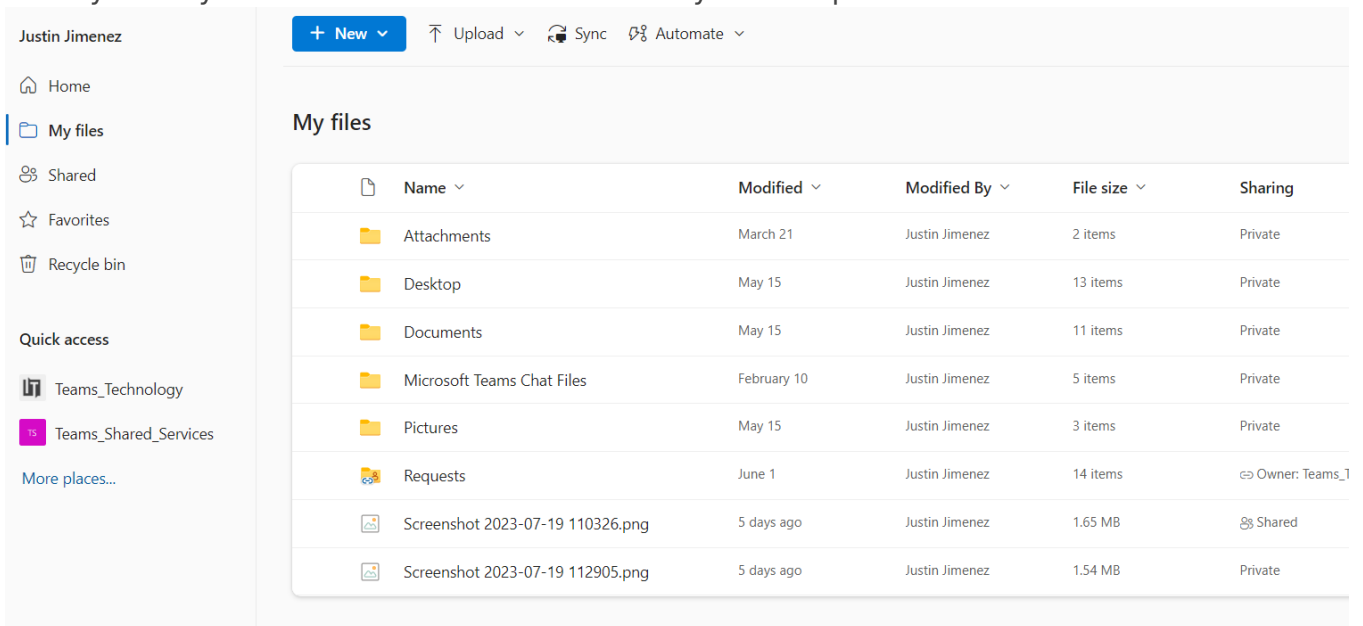 Justin Jimenez
Home
My files
Shared
Favorites
Recycle bin
Quick access
Teams_Technology
TS Teams_Shared_Services
More places...
+ New Upload Sync Automate
My files
Name Modified Modified By File size Sharing
Attachments March 21 Justin Jimenez 2 items Private
Desktop May 15 Justin Jimenez 13 items Private
Documents May 15 Justin Jimenez 11 items Private
Microsoft Teams Chat Files February 10 Justin Jimenez 5 items Private
Pictures May 15 Justin Jimenez 3 items Private
Requests June 1 Justin Jimenez 14 items Owner: Teams_T
Screenshot 2023-07-19 110326.png 5 days ago Justin Jimenez 1.65 MB Shared
Screenshot 2023-07-19 112905.png 5 days ago Justin Jimenez 1.54 MB Private